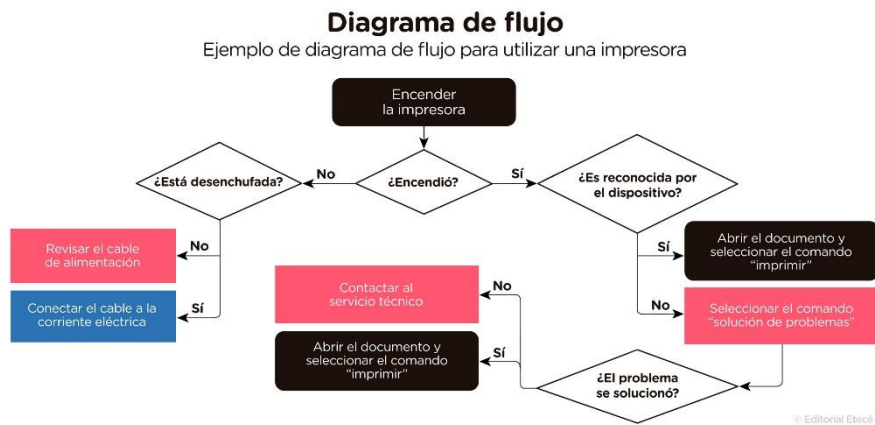 Diagrama de flujo
Ejemplo de diagrama de flujo para utilizar una impresora
Encender
la impresora
¿Está desenchufada?
No
¿Encendió?
Sí
¿Es reconocida por
el dispositivo?
Revisar el cable
de alimentación
No
Conectar el cable a la
corriente eléctrica
Sí
Sí
Abrir el documento y
seleccionar el comando
“imprimir”
No
Seleccionar el comando
“solución de problemas”
Contactar al
servicio técnico
No
Abrir el documento y
seleccionar el comando
“imprimir”
Sí
¿El problema
se solucionó?
© Editorial Etecé